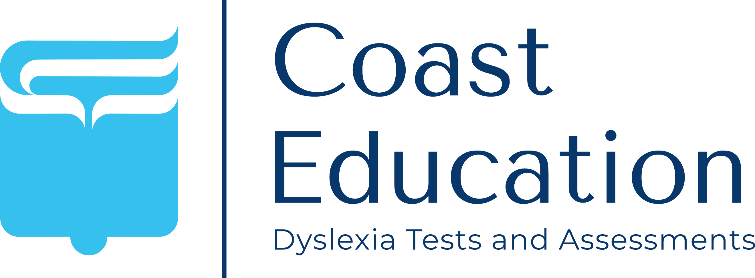 Coast
Education
Dyslexia Tests and Assessments